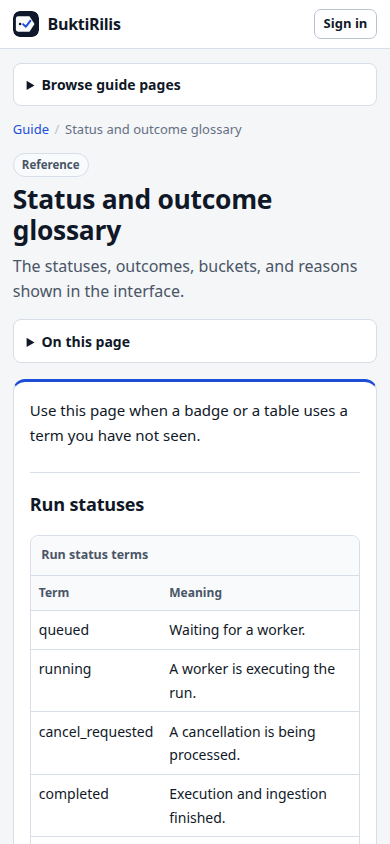 BuktiRilis
Sign in
Browse guide pages
Guide / Status and outcome glossary
Reference
Status and outcome
glossary
The statuses, outcomes, buckets, and reasons
shown in the interface.
On this page
Use this page when a badge or a table uses a
term you have not seen.
Run statuses
Run status terms
Term Meaning
queued Waiting for a worker.
running A worker is executing the
run.
cancel_requested A cancellation is being
processed.
completed Execution and ingestion
finished.